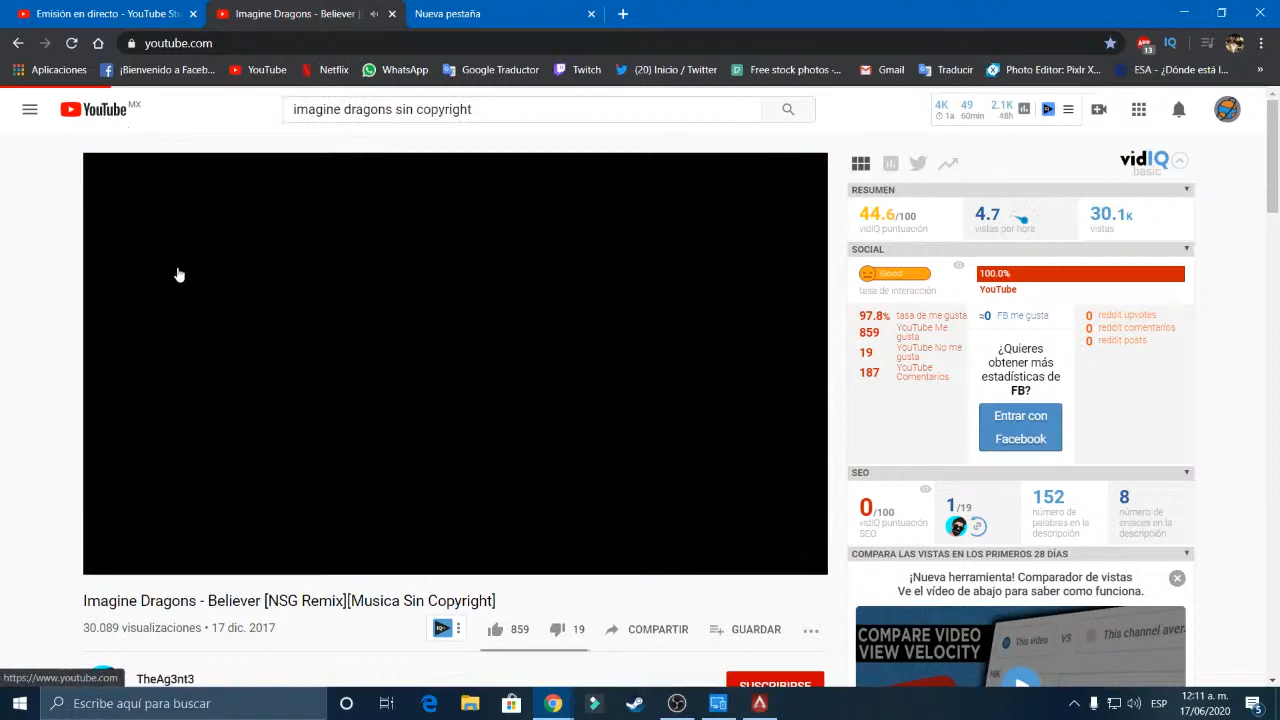 Emisión en directo - YouTube Stu
Imagine Dragons - Believer [
Nueva pestaña
youtube.com
Aplicaciones
¡Bienvenido a Faceb...
YouTube
Netflix
WhatsApp
Google Traductor
Twitch
(20) Inicio / Twitter
Free stock photos -...
Gmail
Traducir
Photo Editor: Pixlr X...
ESA - ¿Dónde está l...
YouTube MX
imagine dragons sin copyright
4K 49 2.1K
1a 60min 48h
vidIQ
basic
RESUMEN
44.6/100
vidIQ puntuación
4.7
vistas por hora
30.1K
vistas
SOCIAL
Good
tasa de interacción
100.0%
YouTube
97.8% tasa de me gusta
859 YouTube Me gusta
19 YouTube No me gusta
187 YouTube Comentarios
≈0 FB me gusta
¿Quieres
obtener más
estadísticas de
FB?
Entrar con
Facebook
0 reddit upvotes
0 reddit comentarios
0 reddit posts
SEO
0/100
vidIQ puntuación
SEO
1/19
152
número de
palabras en la
descripción
8
número de
enlaces en la
descripción
COMPARA LAS VISTAS EN LOS PRIMEROS 28 DÍAS
¡Nueva herramienta! Comparador de vistas
Ve el vídeo de abajo para saber como funciona.
COMPARE VIDEO
VIEW VELOCITY
This video
VS
This channel avera
Imagine Dragons - Believer [NSG Remix][Musica Sin Copyright]
30.089 visualizaciones • 17 dic. 2017
859
19
COMPARTIR
GUARDAR
TheAg3nt3
SUSCRIBIRSE
https://www.youtube.com
Escribe aquí para buscar
ESP
12:11 a. m.
17/06/2020
5